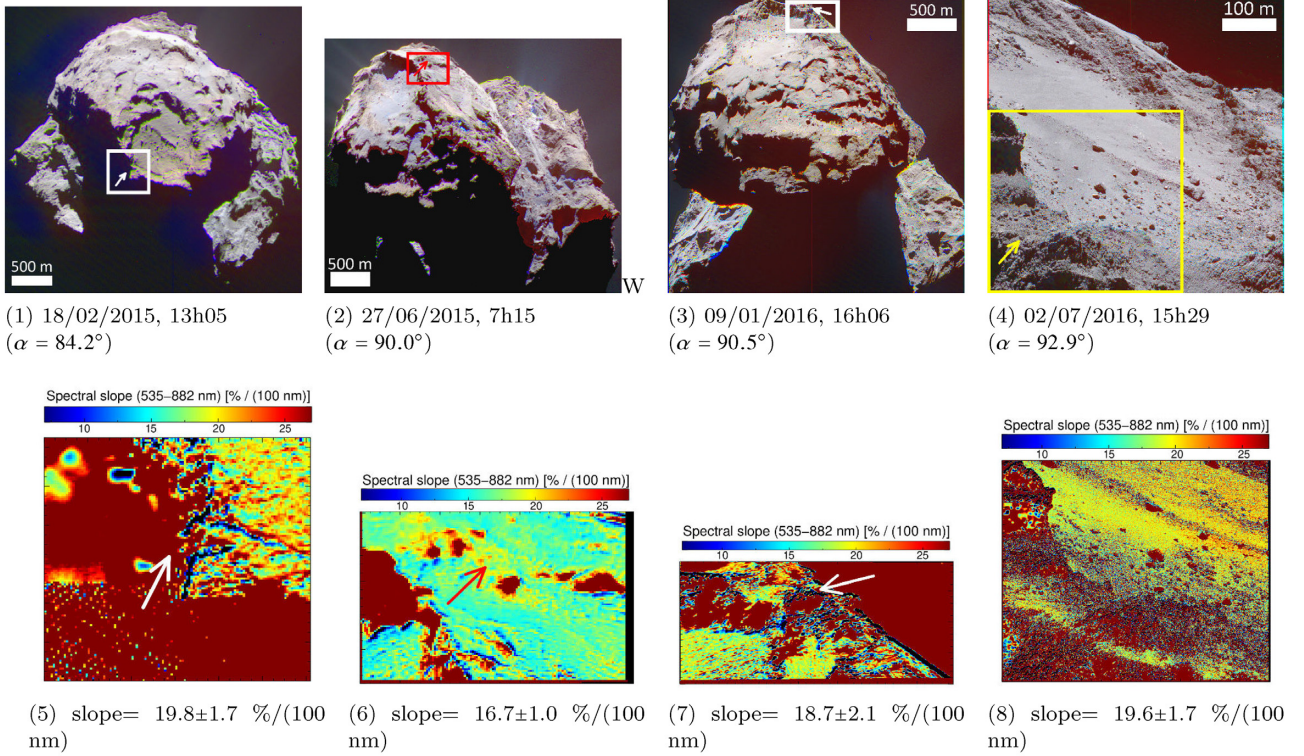 500 m
500 m
W
500 m
100 m
(1) 18/02/2015, 13h05
(α = 84.2°)
(2) 27/06/2015, 7h15
(α = 90.0°)
(3) 09/01/2016, 16h06
(α = 90.5°)
(4) 02/07/2016, 15h29
(α = 92.9°)
Spectral slope (535–882 nm) [% / (100 nm)]
10 15 20 25
(5) slope= 19.8±1.7 %/(100
nm)
Spectral slope (535–882 nm) [% / (100 nm)]
10 15 20 25
(6) slope= 16.7±1.0 %/(100
nm)
Spectral slope (535–882 nm) [% / (100 nm)]
10 15 20 25
(7) slope= 18.7±2.1 %/(100
nm)
Spectral slope (535–882 nm) [% / (100 nm)]
10 15 20 25
(8) slope= 19.6±1.7 %/(100
nm)